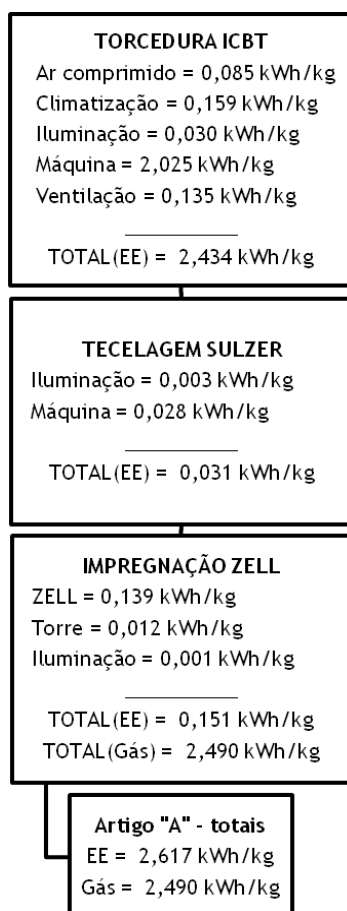 TORCEDURA ICBT
Ar comprimido = 0,085 kWh/kg
Climatização = 0,159 kWh/kg
Iluminação = 0,030 kWh/kg
Máquina = 2,025 kWh/kg
Ventilação = 0,135 kWh/kg
TOTAL(EE) = 2,434 kWh/kg
TECELAGEM SULZER
Iluminação = 0,003 kWh/kg
Máquina = 0,028 kWh/kg
TOTAL(EE) = 0,031 kWh/kg
IMPREGNAÇÃO ZELL
ZELL = 0,139 kWh/kg
Torre = 0,012 kWh/kg
Iluminação = 0,001 kWh/kg
TOTAL(EE) = 0,151 kWh/kg
TOTAL(Gás) = 2,490 kWh/kg
Artigo "A" - totais
EE = 2,617 kWh/kg
Gás = 2,490 kWh/kg